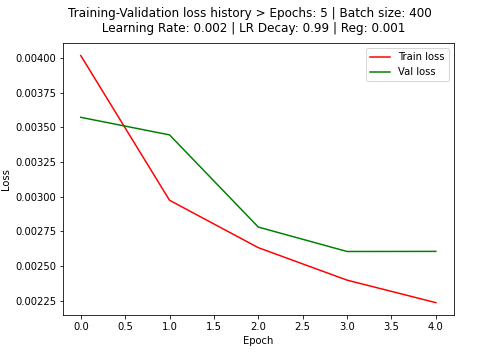 Training-Validation loss history > Epochs: 5 | Batch size: 400
Learning Rate: 0.002 | LR Decay: 0.99 | Reg: 0.001
Train loss
Val loss
0.00400
0.00375
0.00350
0.00325
0.00300
0.00275
0.00250
0.00225
Loss
0.0 0.5 1.0 1.5 2.0 2.5 3.0 3.5 4.0
Epoch